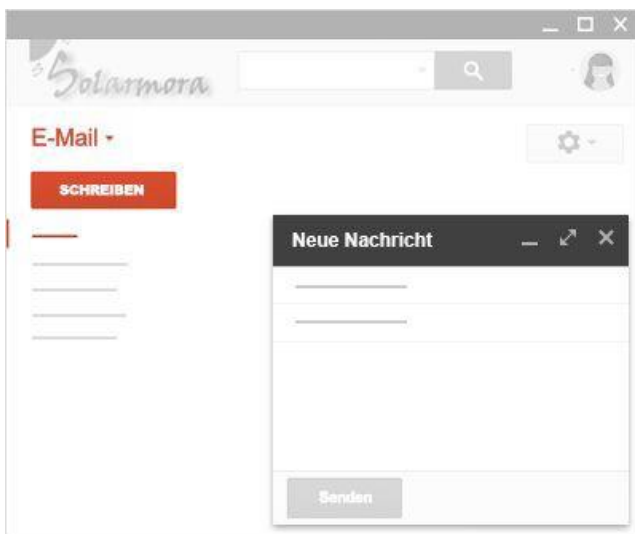 Solarmora
E-Mail
SCHREIBEN
Neue Nachricht
Senden